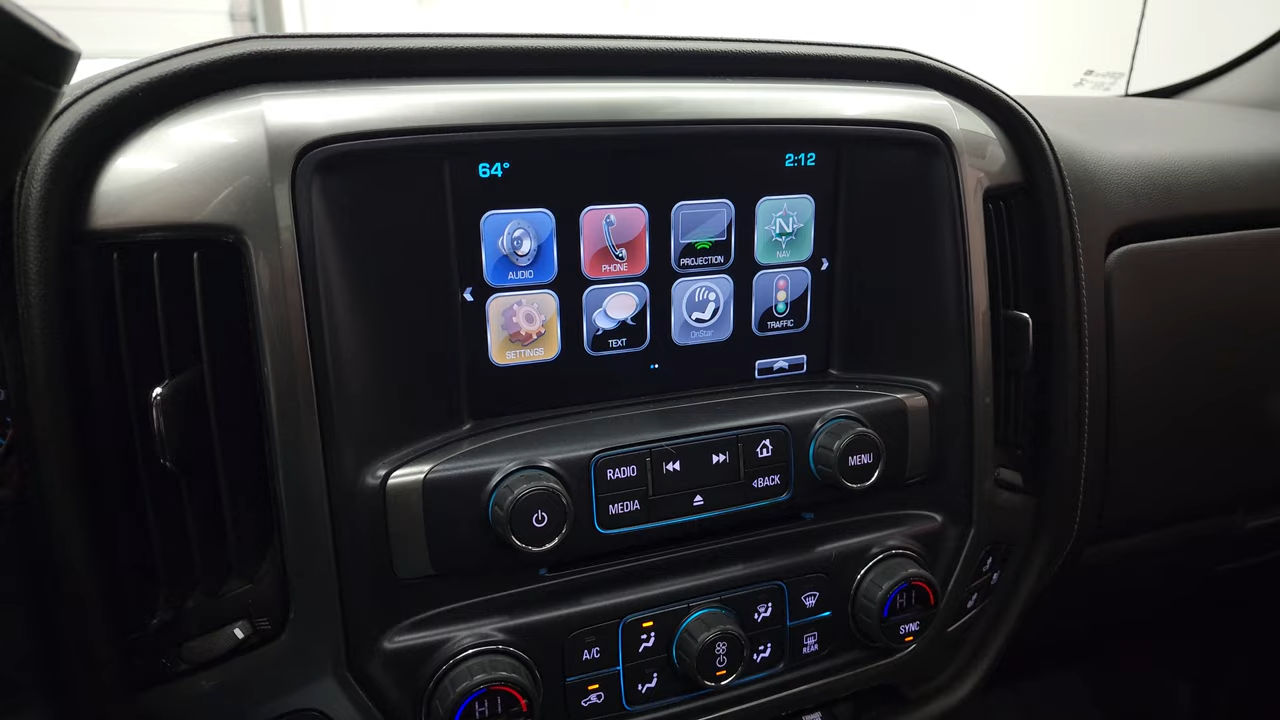 64°
2:12
AUDIO
PHONE
PROJECTION
N
NAV
SETTINGS
TEXT
OnStar
TRAFFIC
RADIO
MEDIA
BACK
MENU
A/C
REAR
HI
SYNC
HI